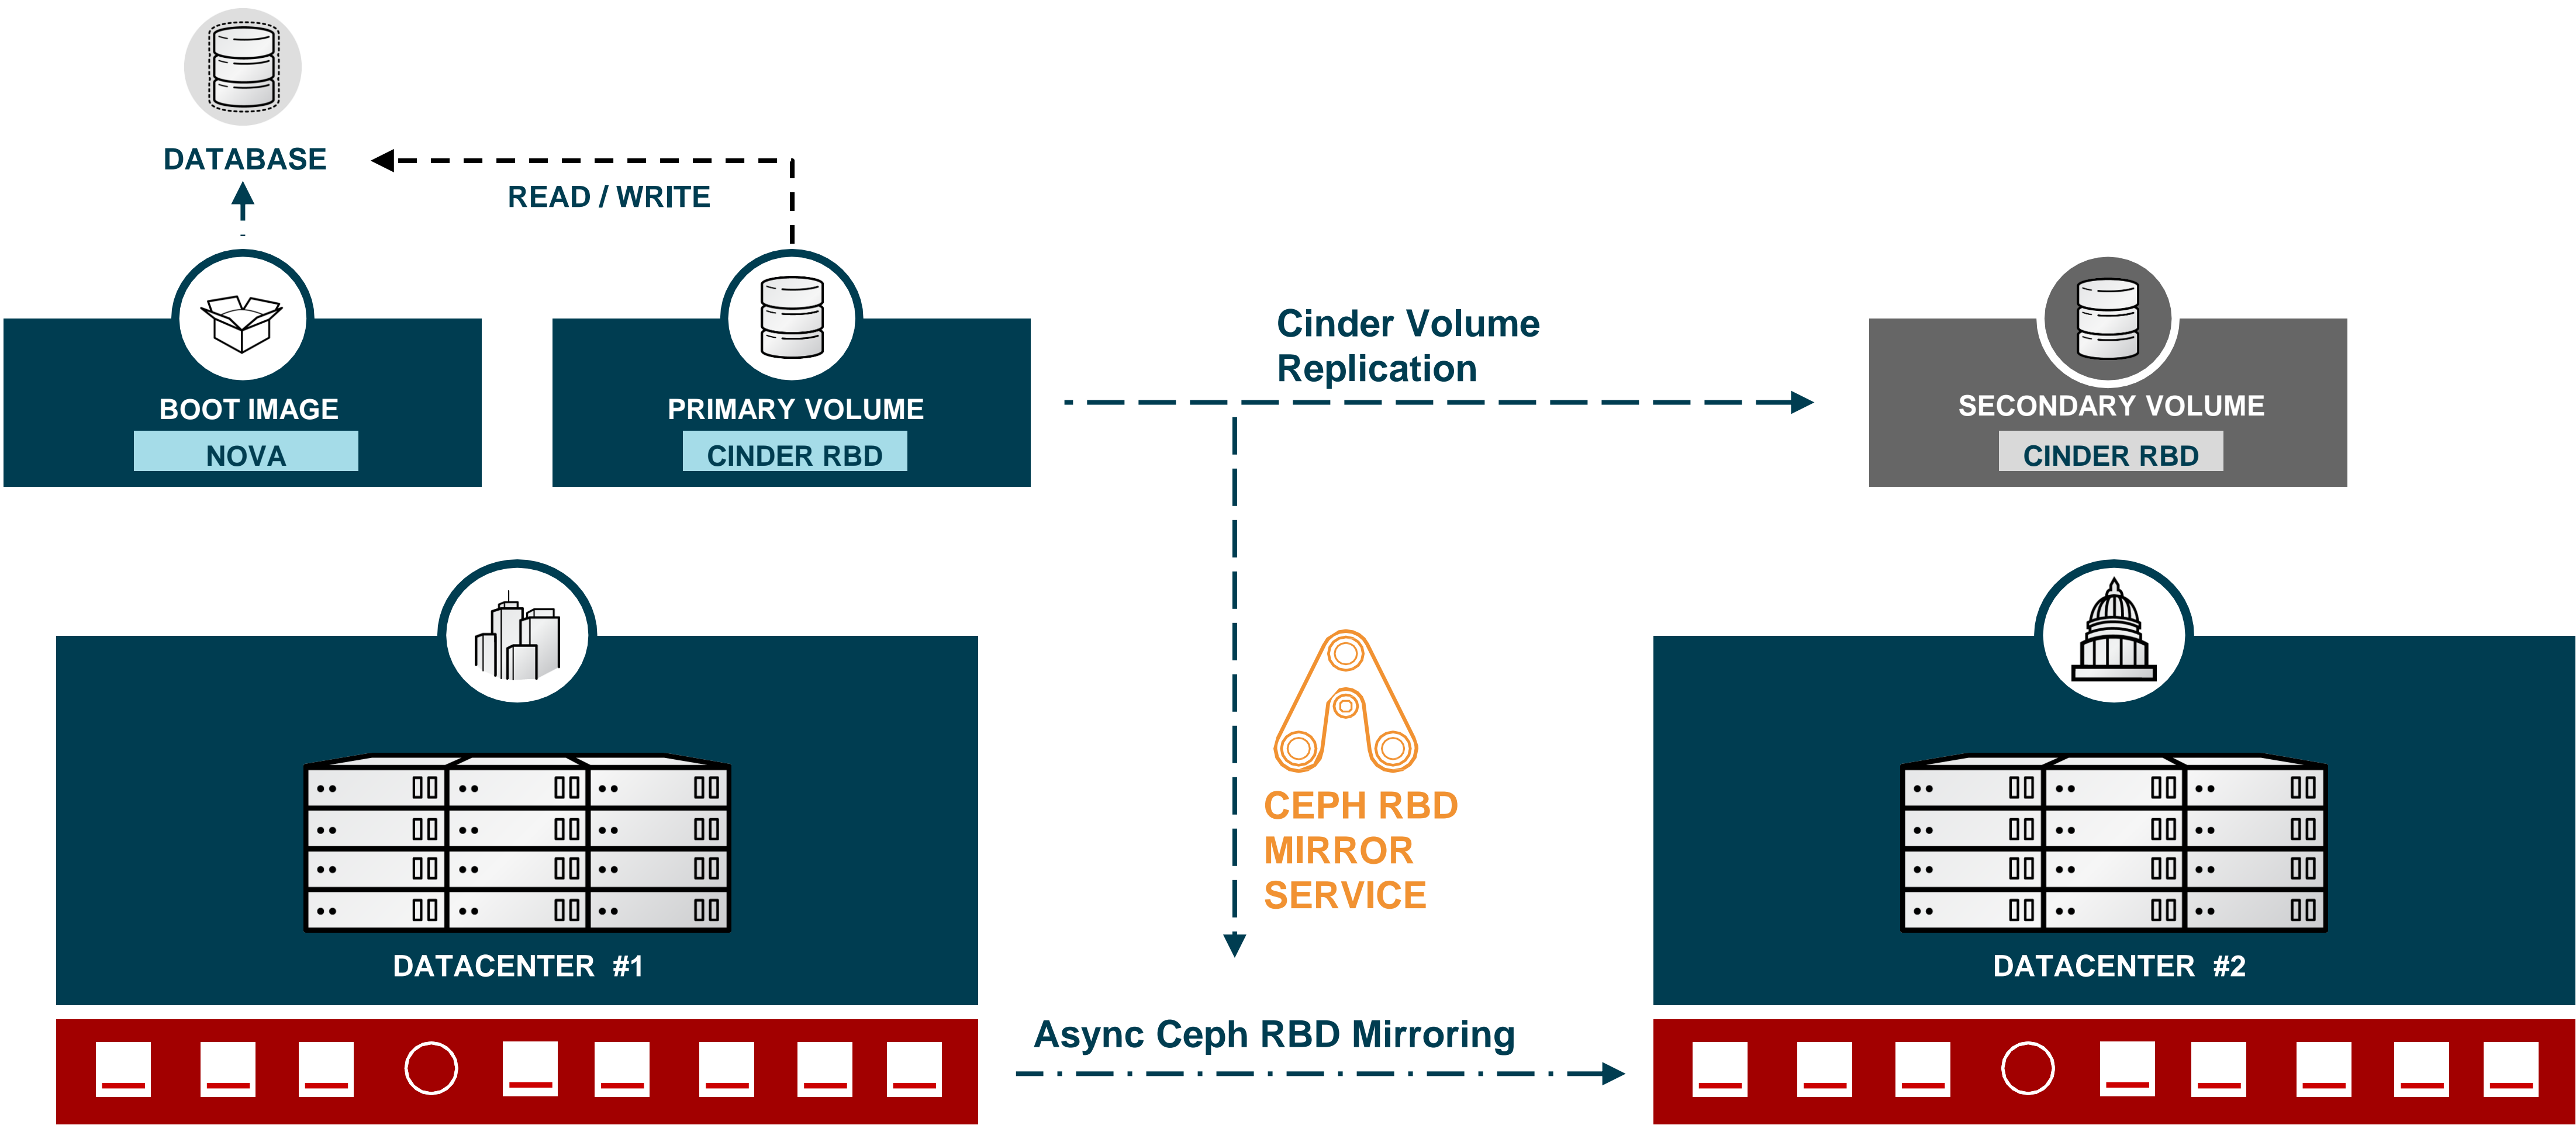 DATABASE
READ / WRITE
BOOT IMAGE
NOVA
PRIMARY VOLUME
CINDER RBD
Cinder Volume
Replication
SECONDARY VOLUME
CINDER RBD
CEPH RBD
MIRROR
SERVICE
DATACENTER #1
DATACENTER #2
Async Ceph RBD Mirroring